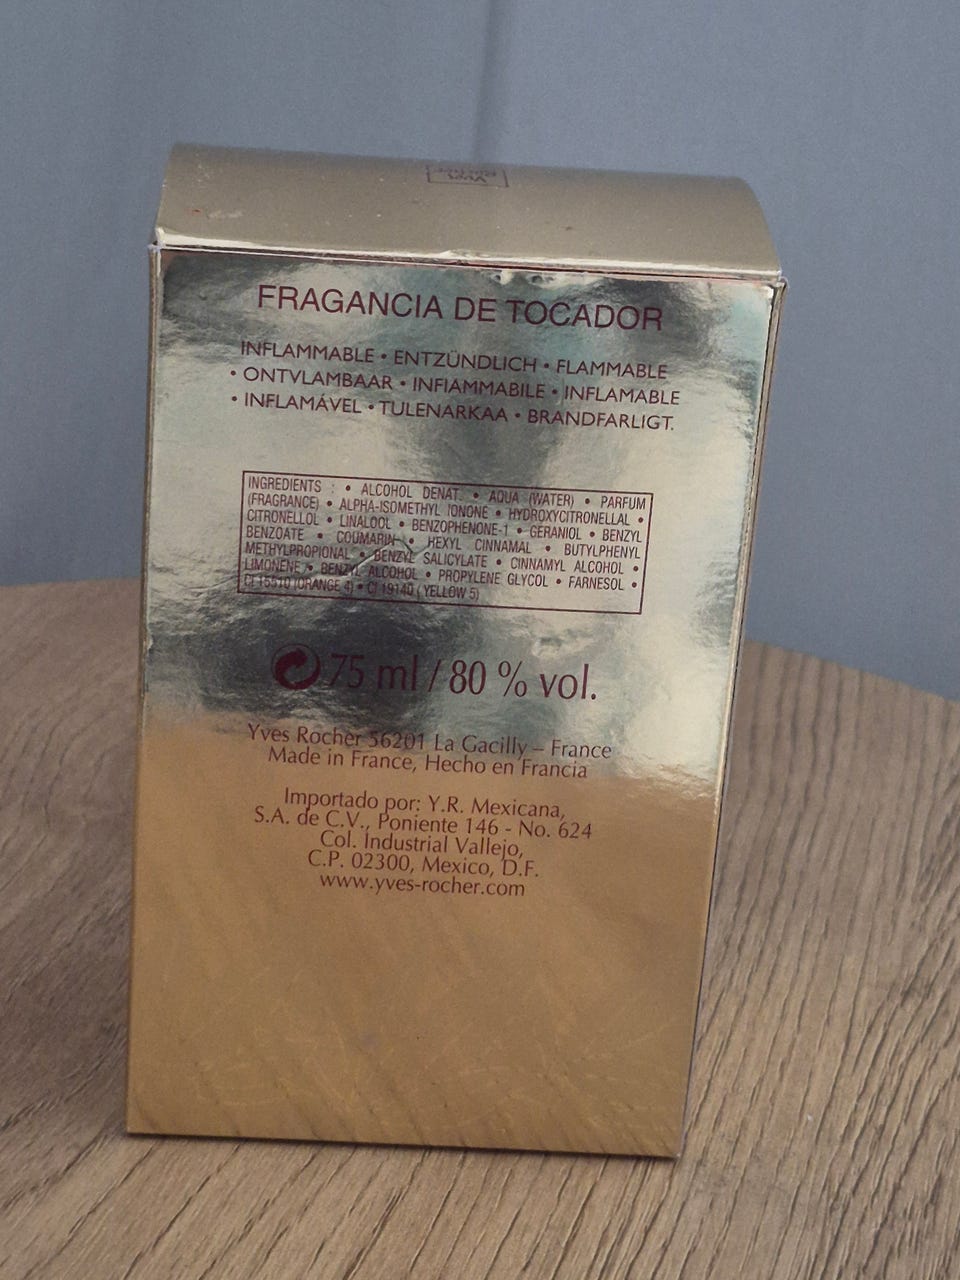 YVES
ROCHER
FRAGANCIA DE TOCADOR
INFLAMMABLE • ENTZÜNDLICH • FLAMMABLE
• ONTVLAMBAAR • INFIAMMABILE • INFLAMABLE
• INFLAMÁVEL • TULENARKAA • BRANDFARLIGT.
INGREDIENTS : • ALCOHOL DENAT. • AQUA (WATER) • PARFUM
(FRAGRANCE) • ALPHA-ISOMETHYL IONONE • HYDROXYCITRONELLAL •
CITRONELLOL • LINALOOL • BENZOPHENONE-1 • GERANIOL • BENZYL
BENZOATE • COUMARIN • HEXYL CINNAMAL • BUTYLPHENYL
METHYLPROPIONAL • BENZYL SALICYLATE • CINNAMYL ALCOHOL •
LIMONENE • BENZYL ALCOHOL • PROPYLENE GLYCOL • FARNESOL •
CI 15510 (ORANGE 4) • CI 19140 (YELLOW 5)
75 ml / 80 % vol.
Yves Rocher 56201 La Gacilly – France
Made in France, Hecho en Francia
Importado por: Y.R. Mexicana,
S.A. de C.V., Poniente 146 - No. 624
Col. Industrial Vallejo,
C.P. 02300, Mexico, D.F.
www.yves-rocher.com